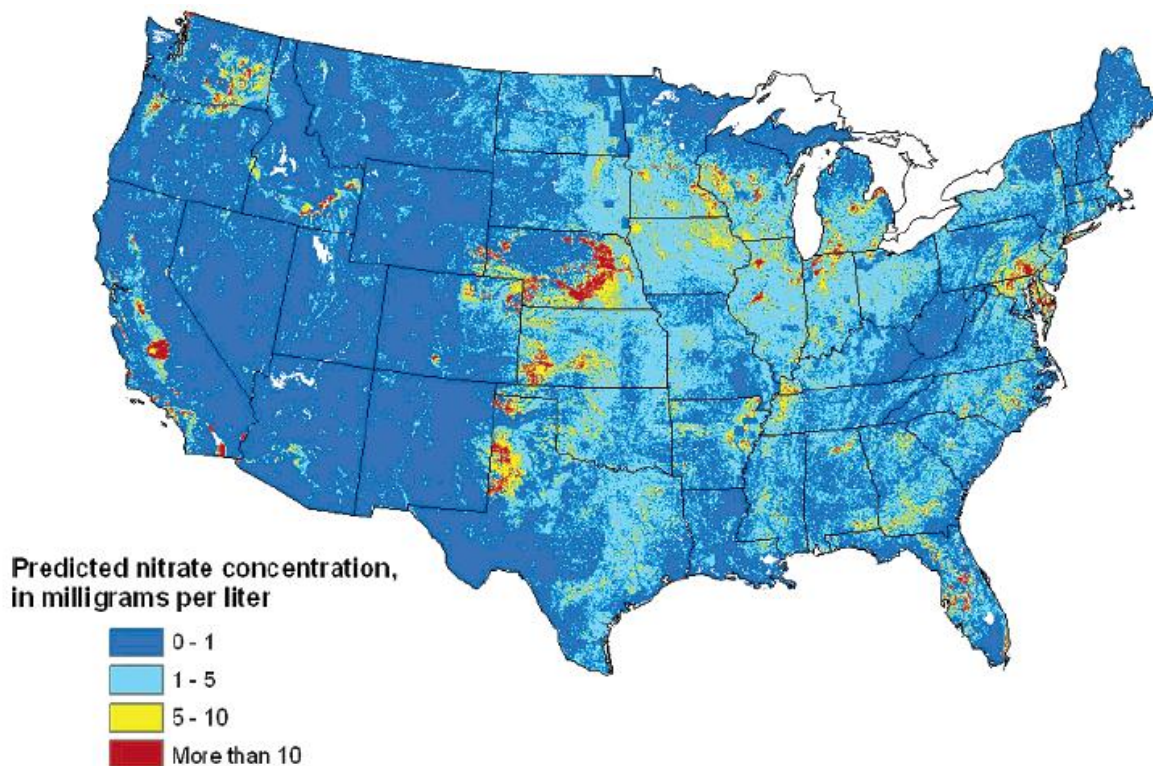 Predicted nitrate concentration,
in milligrams per liter
0 - 1
1 - 5
5 - 10
More than 10